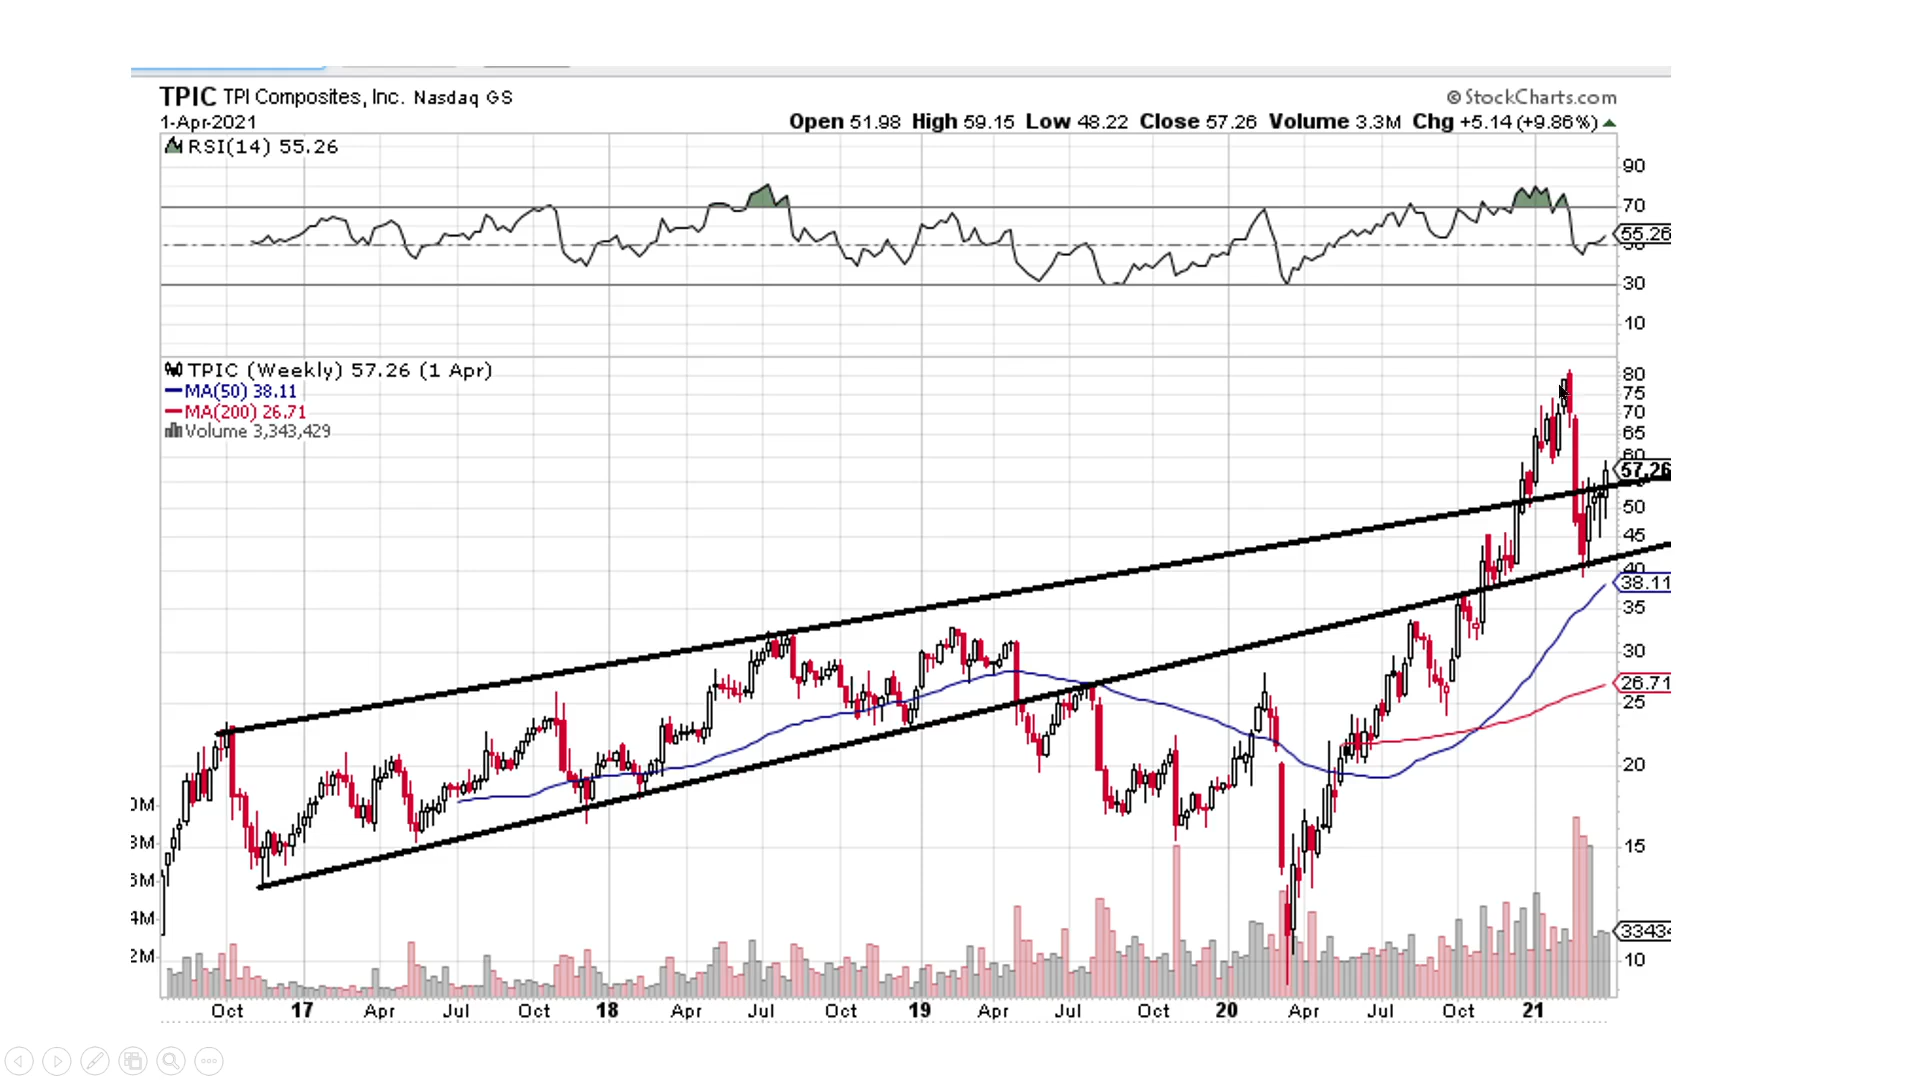 TPIC TPI Composites, Inc. Nasdaq GS
© StockCharts.com
1-Apr-2021
Open 51.98 High 59.15 Low 48.22 Close 57.26 Volume 3.3M Chg +5.14 (+9.86%)
RSI(14) 55.26
90
70
55.26
30
10
TPIC (Weekly) 57.26 (1 Apr)
MA(50) 38.11
MA(200) 26.71
Volume 3,343,429
80
75
70
65
60
57.26
50
45
40
38.11
35
30
26.71
25
20
15
10
4M
2M
Oct 17 Apr Jul Oct 18 Apr Jul Oct 19 Apr Jul Oct 20 Apr Jul Oct 21